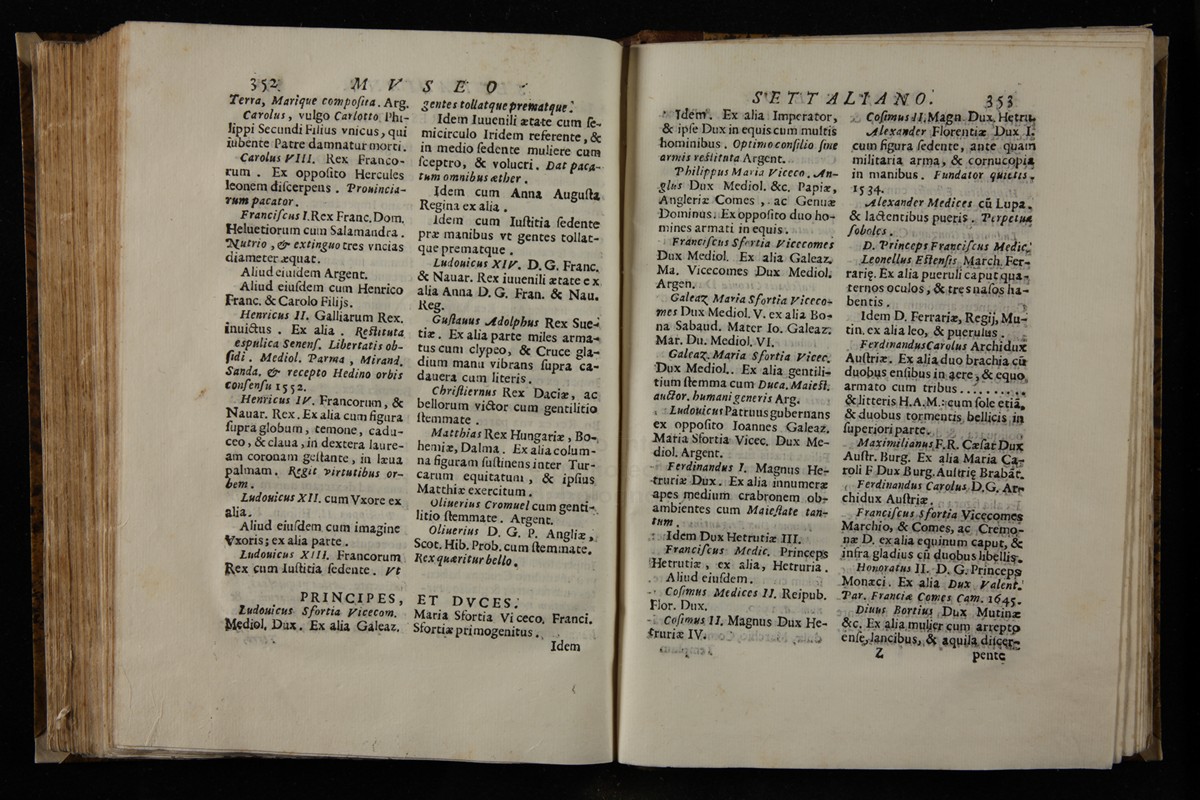 352 MVSEO
Terra, Marique composita. Arg.
Carolus, vulgo Carlotto Phi-
lippi Secundi Filius vnicus, qui
iubente Patre damnatur morti.
Carolus VIII. Rex Franco-
rum. Ex opposito Hercules
leonem discerpens. Prouincia-
rum pacator.
Franciscus I. Rex Franc. Dom.
Heluetiorum cum Salamandra.
Nutrio, & extinguo tres vncias
diameter æquat.
Aliud eiusdem Argent.
Aliud eiusdem cum Henrico
Franc. & Carolo Filijs.
Henricus II. Galliarum Rex.
inuictus. Ex alia. Restituta
espulica Senens. Libertatis ob-
sidi. Mediol. Parma, Mirand.
Sanda. & recepto Hedino orbis
consensu 1552.
Henricus IV. Francorum, &
Nauar. Rex. Ex alia cum figura
supra globum, temone, cadu-
ceo, & claua, in dextera laure-
am coronam gestante, in læua
palmam. Regit virtutibus or-
bem.
Ludouicus XII. cum Vxore ex
alia.
Aliud eiusdem cum imagine
Vxoris; ex alia parte.
Ludouicus XIII. Francorum
Rex cum Iustitia sedente. Vt
gentes tollatque prematque.
Idem Iuuenili ætate cum se-
micirculo Iridem referente, &
in medio sedente muliere cum
sceptro, & volucri. Dat paca-
tum omnibus æther.
Idem cum Anna Augusta
Regina ex alia.
Idem cum Iustitia sedente
præ manibus vt gentes tollat-
que prematque.
Ludouicus XIV. D. G. Franc.
& Nauar. Rex iuuenili ætate ex
alia Anna D. G. Fran. & Nau.
Reg.
Gustauus Adolphus Rex Sue-
tiæ. Ex alia parte miles arma-
tus cum clypeo, & Cruce gla-
dium manu vibrans supra ca-
dauera cum literis.
Christiernus Rex Daciæ, ac
bellorum victor cum gentilitio
stemmate.
Matthias Rex Hungariæ, Bo-
hemiæ, Dalma. Ex alia colum-
na figuram sustinens inter Tur-
carum equitatum, & ipsius
Matthiæ exercitum.
Oliuerius Cromuel cum genti-
litio stemmate. Argent.
Oliuerius D. G. P. Angliæ,
Scot. Hib. Prob. cum stemmate.
Rex quæritur bello.
PRINCIPES, ET DVCES.
Ludouicus Sfortia Vicecom.
Mediol. Dux. Ex alia Galeaz.
Maria Sfortia Viceco. Franci.
Sfortiæ primogenitus.
Idem
SETTALIANO. 353
Idem. Ex alia Imperator,
& ipse Dux in equis cum multis
hominibus. Optimo consilio sine
armis restituta Argent.
Philippus Maria Viceco. An-
glus Dux Mediol. &c. Papiæ,
Angleriæ Comes, ac Genuæ
Dominus. Ex opposito duo ho-
mines armati in equis.
Franciscus Sfortia Vicecomes
Dux Mediol. Ex alia Galeaz.
Ma. Vicecomes Dux Mediol.
Argen.
Galeaz Maria Sfortia Viceco-
mes Dux Mediol. V. ex alia Bo-
na Sabaud. Mater Io. Galeaz.
Mar. Du. Mediol. VI.
Galeaz. Maria Sfortia Vicec.
Dux Mediol.. Ex alia gentili-
tium stemma cum Duca. Maiest.
auctor. humani generis Arg.
Ludouicus Patruus gubernans
ex opposito Ioannes Galeaz.
Maria Sfortia Vicec. Dux Me-
diol. Argent.
Ferdinandus I. Magnus He-
truriæ Dux. Ex alia innumeræ
apes medium crabronem ob-
ambientes cum Maiestate tan-
tum.
Idem Dux Hetrutiæ III.
Franciscus Medic. Princeps
Hetrutiæ, ex alia, Hetruria.
Aliud eiusdem.
Cosimus Medices II. Reipub.
Flor. Dux.
Cosimus II. Magnus Dux He-
truriæ IV.
Cosimus II. Magn. Dux. Hetru.
Alexander Florentiæ Dux I.
cum figura sedente, ante quam
militaria arma, & cornucopia
in manibus. Fundator quietis.
1534.
Alexander Medices cū Lupa.
& lactentibus pueris. Perpetua
soboles.
D. Princeps Franciscus Medic.
Leonellus Estensis March. Fer-
rarię. Ex alia pueruli caput qua-
ternos oculos, & tres nasos ha-
bentis.
Idem D. Ferrariæ, Regij, Mu-
tin. ex alia leo, & puerulus.
Ferdinandus Carolus Archidux
Austriæ. Ex alia duo brachia cū
duobus ensibus in aere, & equo
armato cum tribus ..........
& litteris H.A.M.: cum sole etiā,
& duobus tormentis bellicis in
superiori parte.
Maximilianus F.R. Cæsar Dux
Austr. Burg. Ex alia Maria Ca-
roli F Dux Burg. Austrię Brabāt.
Ferdinandus Carolus D.G. Ar-
chidux Austriæ.
Franciscus Sfortia Vicecomes
Marchio, & Comes, ac Cremo-
næ D. ex alia equinum caput, &
infra gladius cū duobus libellis.
Honoratus II. D. G. Princeps
Monæci. Ex alia Dux Valent.
Par. Franciæ Comes Cam. 1645.
Diuus Bortius Dux Mutinæ
&c. Ex alia mulier cum arrepto
ense, lancibus, & aquila discer-
Z pente